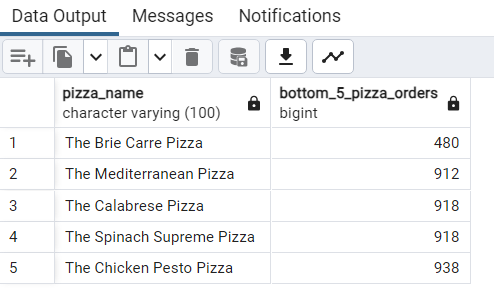 Data Output Messages Notifications
pizza_name bottom_5_pizza_orders
character varying (100) bigint
1 The Brie Carre Pizza 480
2 The Mediterranean Pizza 912
3 The Calabrese Pizza 918
4 The Spinach Supreme Pizza 918
5 The Chicken Pesto Pizza 938